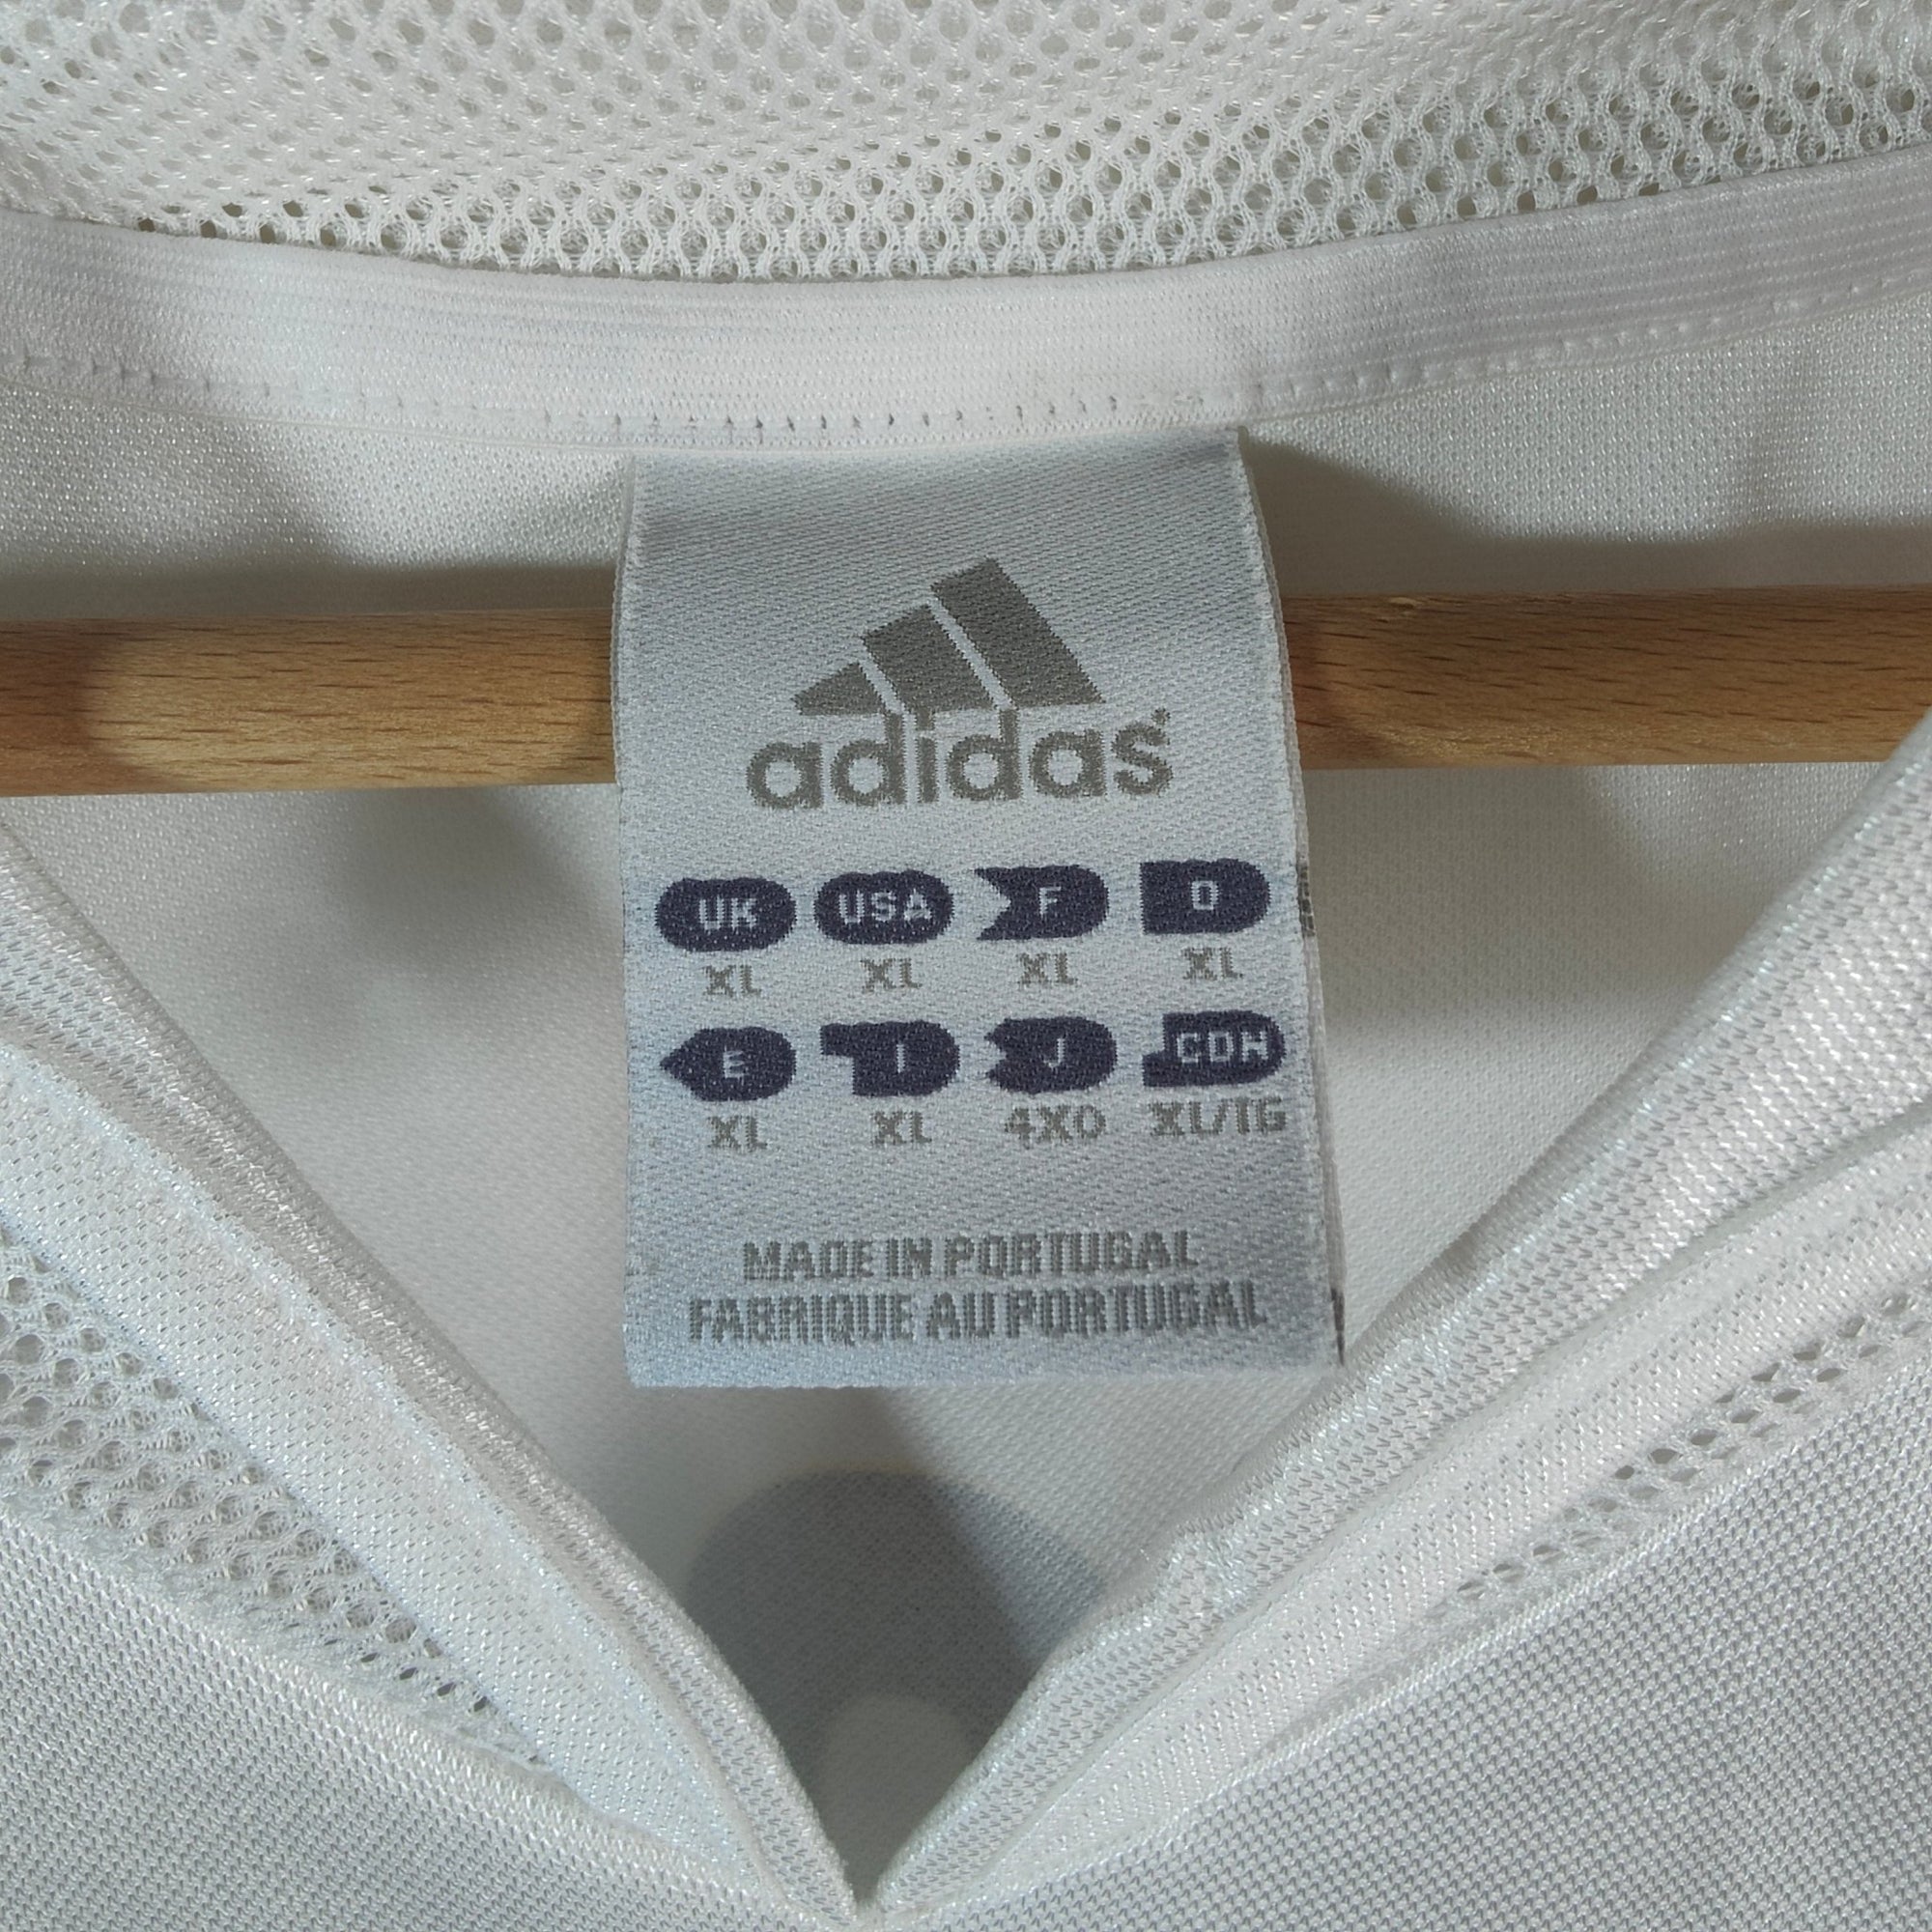 adidas
UK USA F D
XL XL XL XL
E I J CDN
XL XL 4XO XL/TG
MADE IN PORTUGAL
FABRIQUE AU PORTUGAL